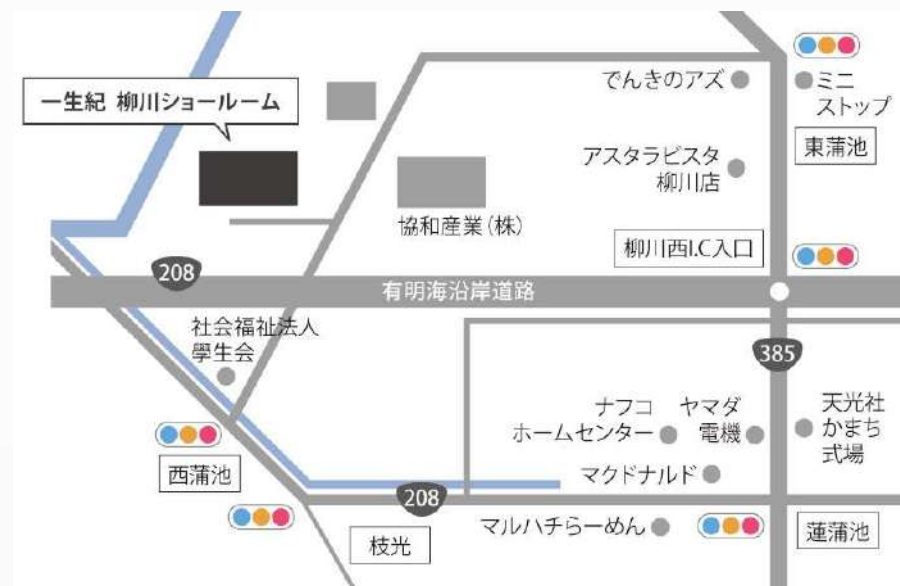 でんきのアズ
ミニ
ストップ
一生紀 柳川ショールーム
東蒲池
アスタラビスタ
柳川店
協和産業(株)
柳川西I.C入口
208
有明海沿岸道路
社会福祉法人
學生会
385
ナフコ
ホームセンター
ヤマダ
電機
天光社
かまち
式場
西蒲池
マクドナルド
208
枝光
マルハチらーめん
蓮蒲池